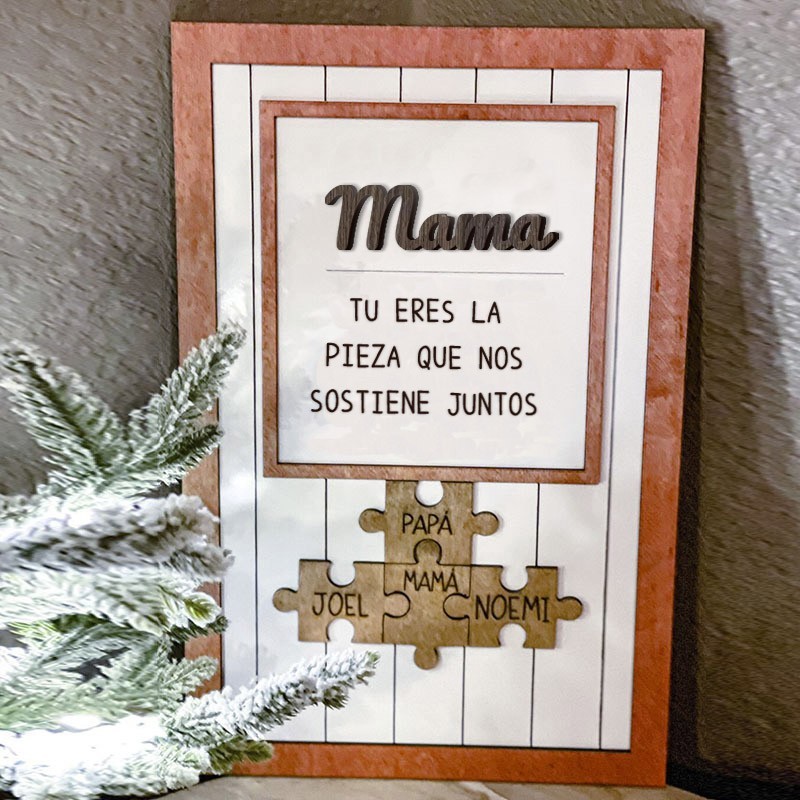 Mama
TU ERES LA
PIEZA QUE NOS
SOSTIENE JUNTOS
PAPÁ
MAMÁ
JOEL
NOEMI